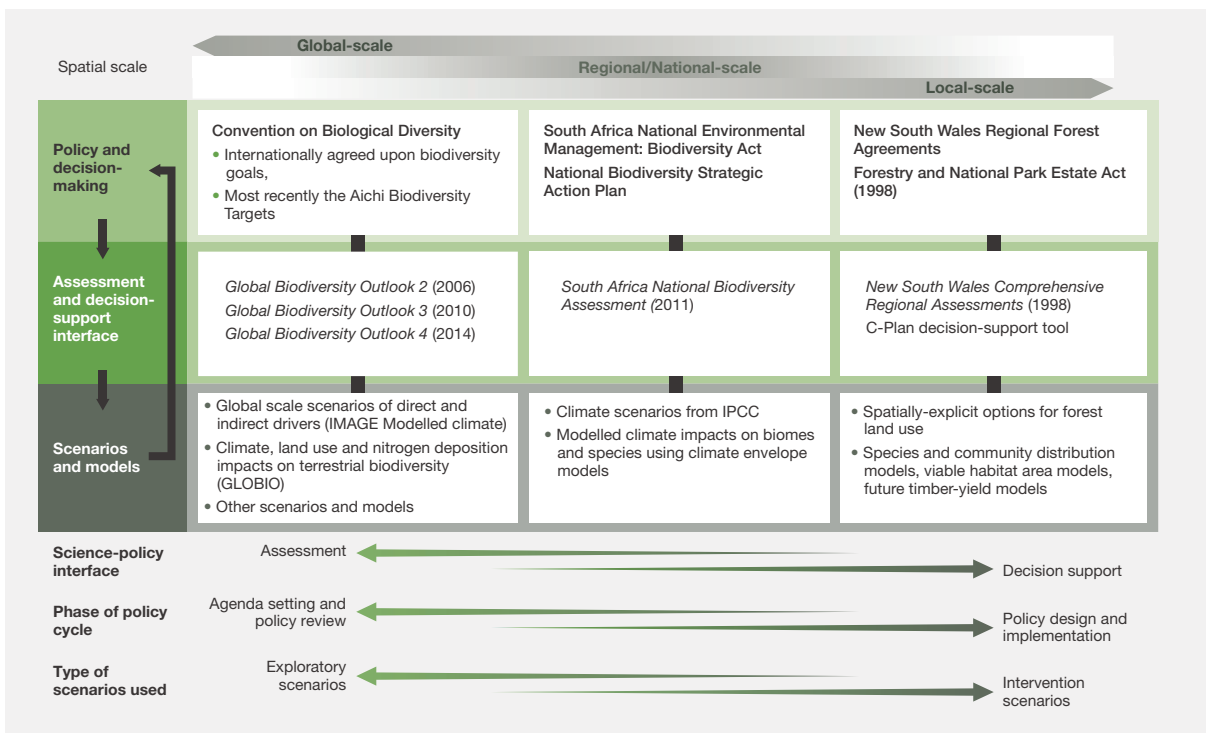 Global-scale
Spatial scale
Regional/National-scale
Local-scale
Policy and
decision-
making
Convention on Biological Diversity
• Internationally agreed upon biodiversity
goals,
• Most recently the Aichi Biodiversity
Targets
South Africa National Environmental
Management: Biodiversity Act
National Biodiversity Strategic
Action Plan
New South Wales Regional Forest
Agreements
Forestry and National Park Estate Act
(1998)
Assessment
and decision-
support
interface
Global Biodiversity Outlook 2 (2006)
Global Biodiversity Outlook 3 (2010)
Global Biodiversity Outlook 4 (2014)
South Africa National Biodiversity
Assessment (2011)
New South Wales Comprehensive
Regional Assessments (1998)
C-Plan decision-support tool
Scenarios
and models
• Global scale scenarios of direct and
indirect drivers (IMAGE Modelled climate)
• Climate, land use and nitrogen deposition
impacts on terrestrial biodiversity
(GLOBIO)
• Other scenarios and models
• Climate scenarios from IPCC
• Modelled climate impacts on biomes
and species using climate envelope
models
• Spatially-explicit options for forest
land use
• Species and community distribution
models, viable habitat area models,
future timber-yield models
Science-policy
interface
Assessment
Decision support
Phase of policy
cycle
Agenda setting and
policy review
Policy design and
implementation
Type of
scenarios used
Exploratory
scenarios
Intervention
scenarios